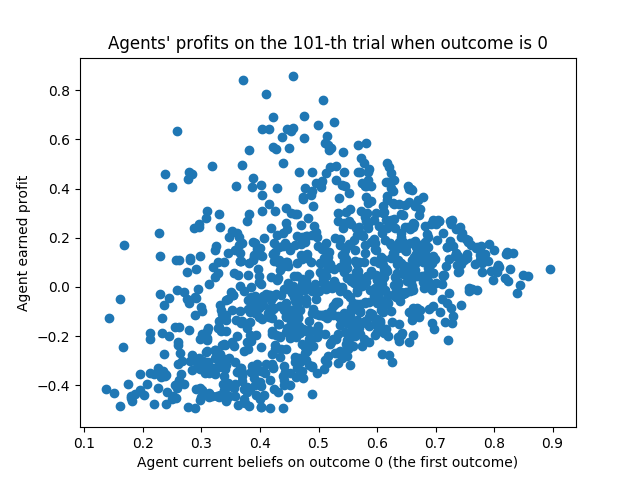 Agents' profits on the 101-th trial when outcome is 0
Agent earned profit
0.8
0.6
0.4
0.2
0.0
−0.2
−0.4
0.1 0.2 0.3 0.4 0.5 0.6 0.7 0.8 0.9
Agent current beliefs on outcome 0 (the first outcome)